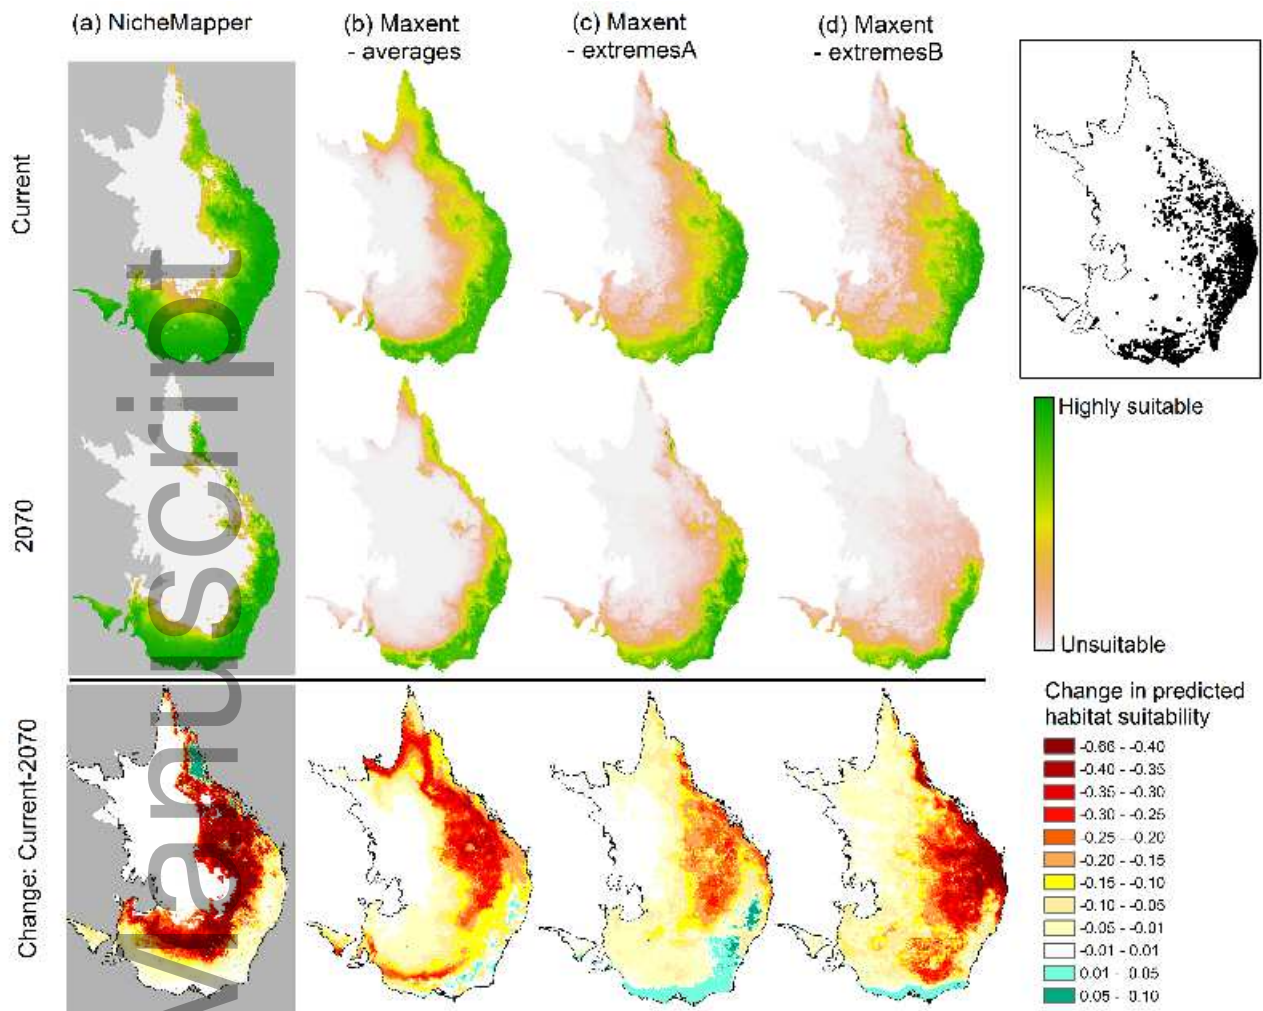 (a) NicheMapper
(b) Maxent
- averages
(c) Maxent
- extremesA
(d) Maxent
- extremesB
Current
2070
Change: Current-2070
Highly suitable
Unsuitable
Change in predicted
habitat suitability
-0.66 - -0.40
-0.40 - -0.35
-0.35 - -0.30
-0.30 - -0.25
-0.25 - -0.20
-0.20 - -0.15
-0.15 - -0.10
-0.10 - -0.05
-0.05 - -0.01
-0.01 - 0.01
0.01 - 0.05
0.05 - 0.10
Manuscript